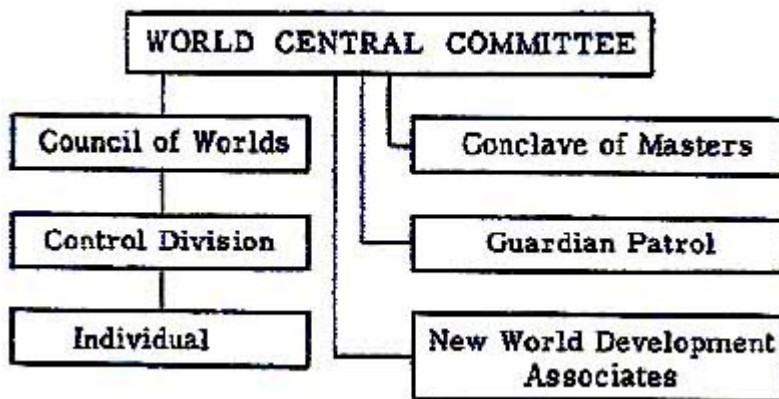 WORLD CENTRAL COMMITTEE
Council of Worlds
Conclave of Masters
Control Division
Guardian Patrol
Individual
New World Development
Associates